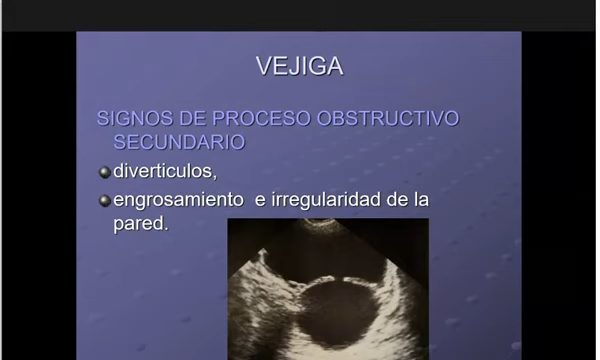 VEJIGA
SIGNOS DE PROCESO OBSTRUCTIVO
SECUNDARIO
diverticulos,
engrosamiento e irregularidad de la
pared.